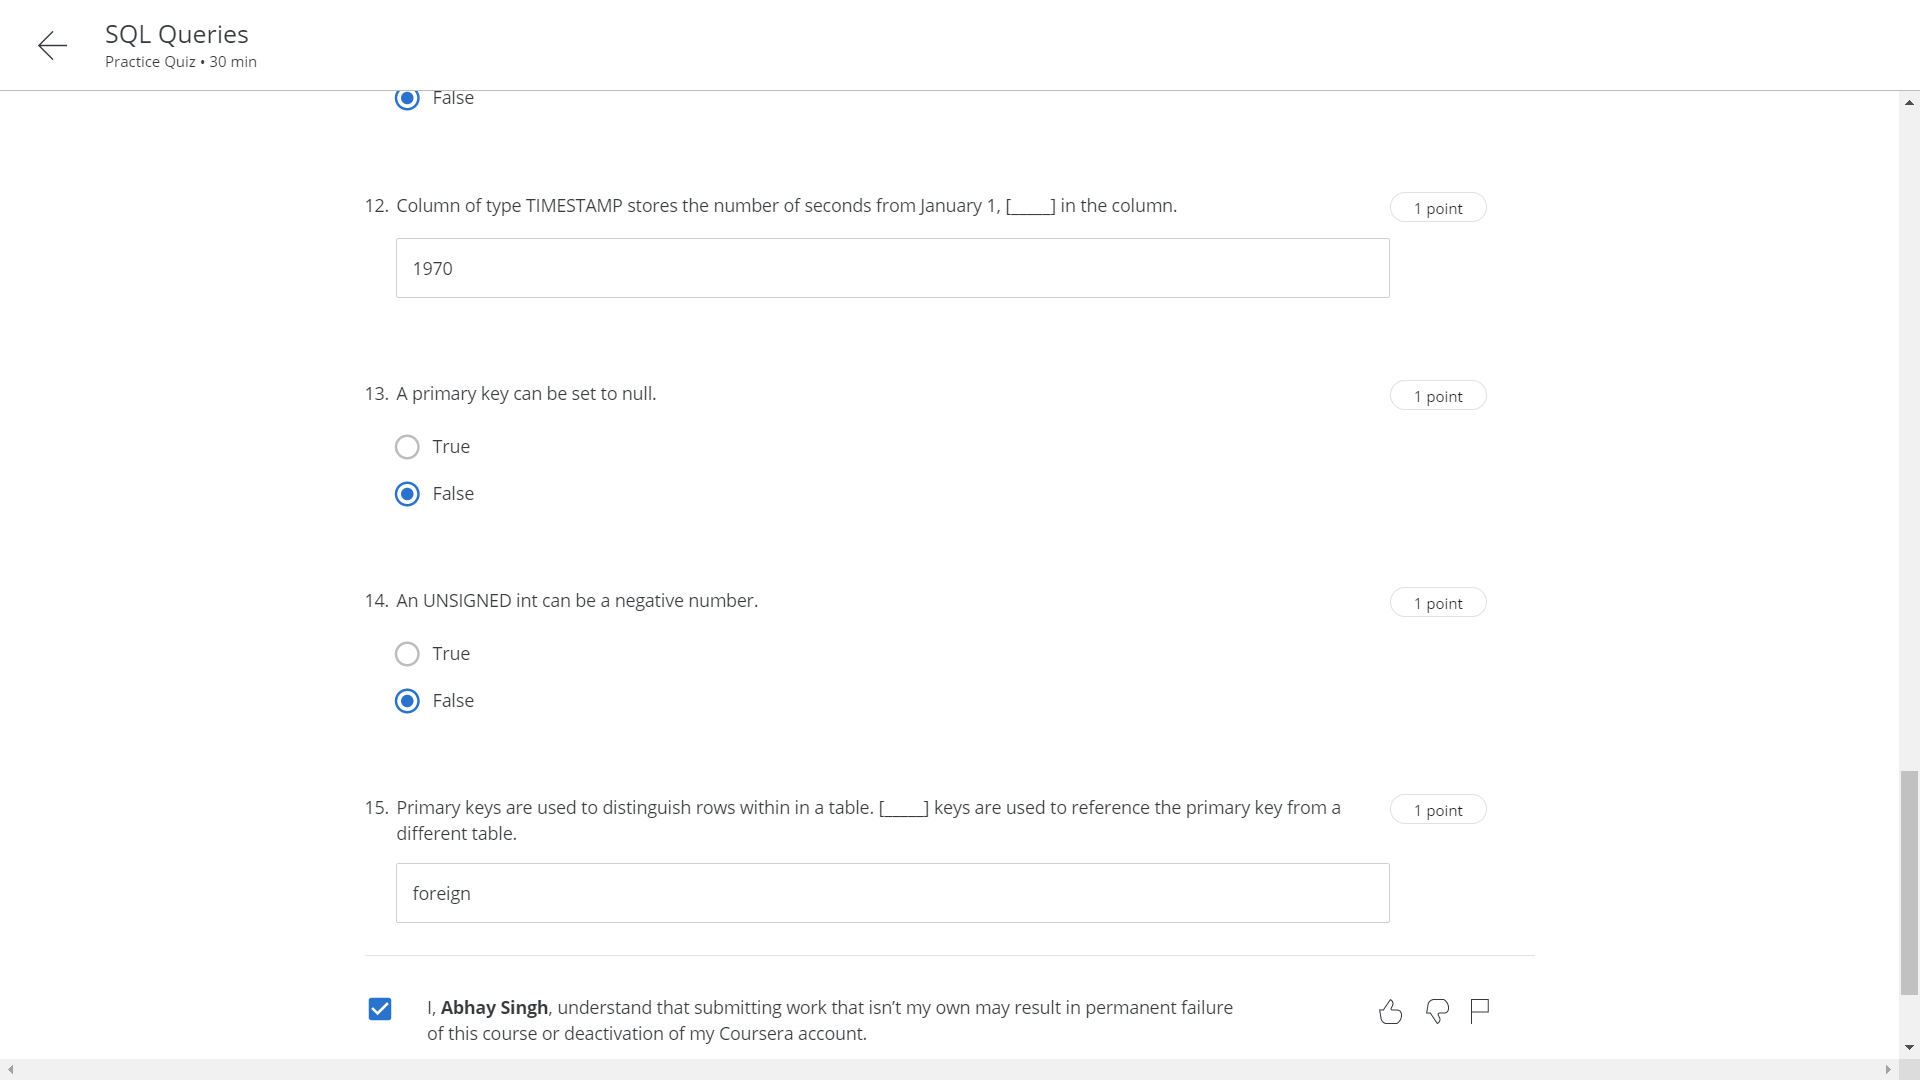 SQL Queries
Practice Quiz • 30 min
False
12. Column of type TIMESTAMP stores the number of seconds from January 1, [_____] in the column.
1 point
1970
13. A primary key can be set to null.
1 point
True
False
14. An UNSIGNED int can be a negative number.
1 point
True
False
15. Primary keys are used to distinguish rows within in a table. [_____] keys are used to reference the primary key from a
different table.
1 point
foreign
I, Abhay Singh, understand that submitting work that isn’t my own may result in permanent failure
of this course or deactivation of my Coursera account.